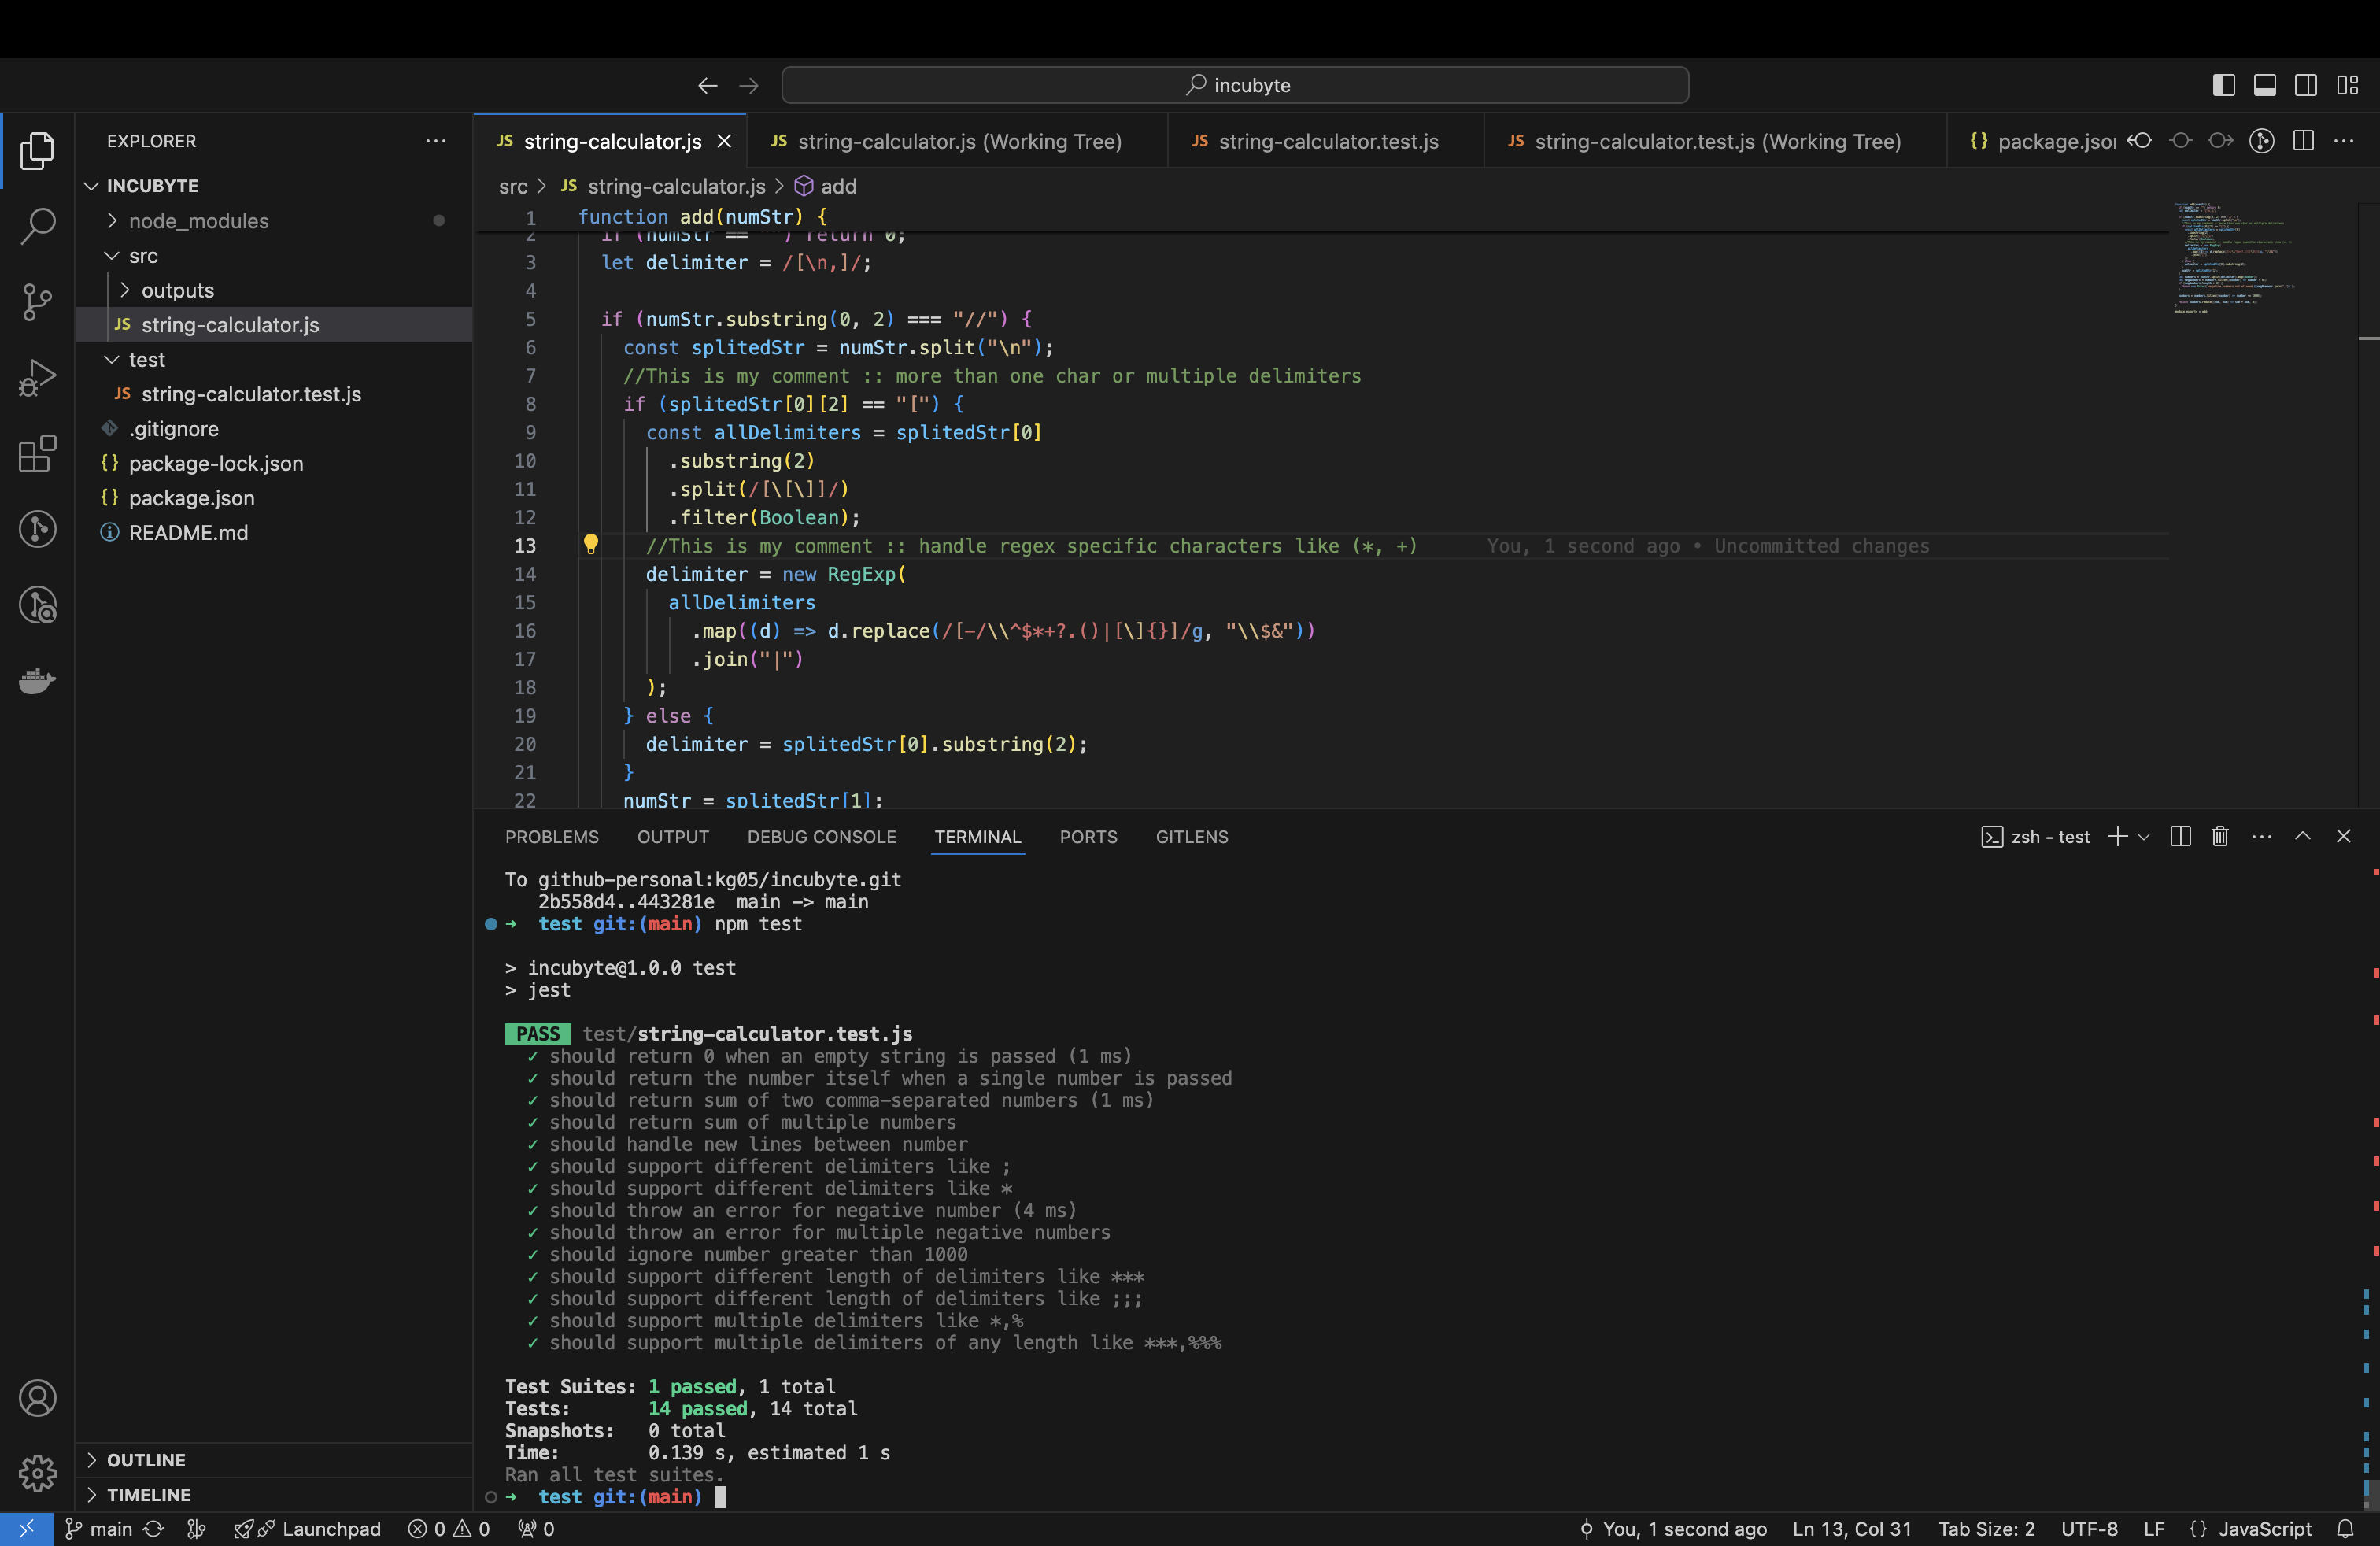 incubyte
EXPLORER
INCUBYTE
node_modules
src
outputs
JS string-calculator.js
test
JS string-calculator.test.js
.gitignore
{} package-lock.json
{} package.json
README.md
OUTLINE
TIMELINE
JS string-calculator.js
JS string-calculator.js (Working Tree)
JS string-calculator.test.js
JS string-calculator.test.js (Working Tree)
{} package.jso
src > JS string-calculator.js > add
1 function add(numStr) {
2 if (numStr == "") return 0;
3 let delimiter = /[\n,]/;
4
5 if (numStr.substring(0, 2) === "//") {
6 const splitedStr = numStr.split("\n");
7 //This is my comment :: more than one char or multiple delimiters
8 if (splitedStr[0][2] == "[") {
9 const allDelimiters = splitedStr[0]
10 .substring(2)
11 .split(/[\[\]]/)
12 .filter(Boolean);
13 //This is my comment :: handle regex specific characters like (*, +) You, 1 second ago • Uncommitted changes
14 delimiter = new RegExp(
15 allDelimiters
16 .map((d) => d.replace(/[-/\\^$*+?.()|[\]{}]/g, "\\$&"))
17 .join("|")
18 );
19 } else {
20 delimiter = splitedStr[0].substring(2);
21 }
22 numStr = splitedStr[1];
PROBLEMS OUTPUT DEBUG CONSOLE TERMINAL PORTS GITLENS
zsh - test
To github-personal:kg05/incubyte.git
2b558d4..443281e main -> main
➜ test git:(main) npm test
> incubyte@1.0.0 test
> jest
PASS test/string-calculator.test.js
✓ should return 0 when an empty string is passed (1 ms)
✓ should return the number itself when a single number is passed
✓ should return sum of two comma-separated numbers (1 ms)
✓ should return sum of multiple numbers
✓ should handle new lines between number
✓ should support different delimiters like ;
✓ should support different delimiters like *
✓ should throw an error for negative number (4 ms)
✓ should throw an error for multiple negative numbers
✓ should ignore number greater than 1000
✓ should support different length of delimiters like ***
✓ should support different length of delimiters like ;;;
✓ should support multiple delimiters like *,%
✓ should support multiple delimiters of any length like ***,%%%
Test Suites: 1 passed, 1 total
Tests: 14 passed, 14 total
Snapshots: 0 total
Time: 0.139 s, estimated 1 s
Ran all test suites.
➜ test git:(main)
main Launchpad 0 0 0
You, 1 second ago Ln 13, Col 31 Tab Size: 2 UTF-8 LF {} JavaScript